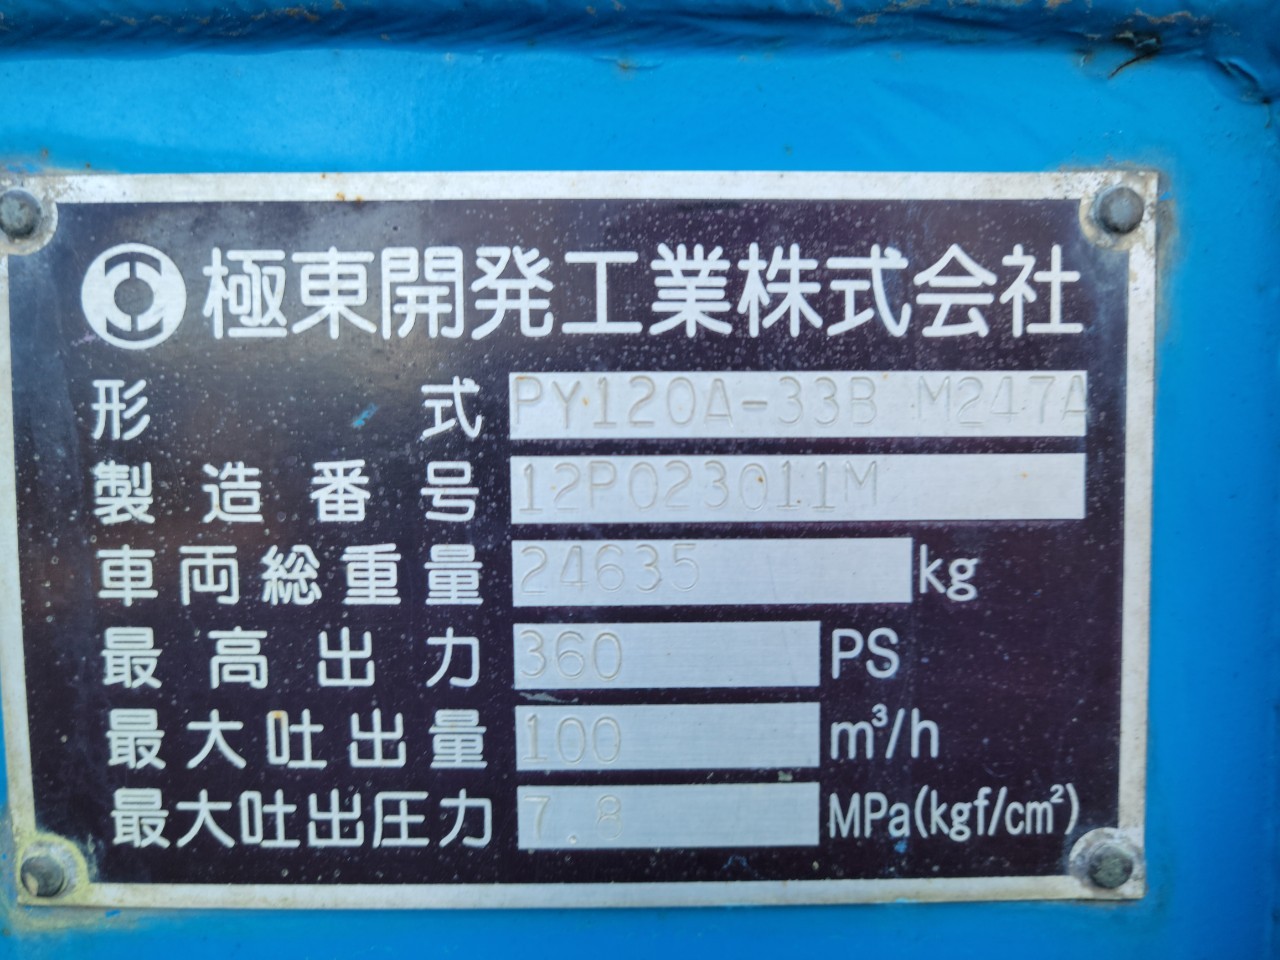 極東開発工業株式会社
形式 PY120A-33B M247A
製造番号 12P023011M
車両総重量 24635 kg
最高出力 360 PS
最大吐出量 100 m³/h
最大吐出圧力 7.8 MPa(kgf/cm²)